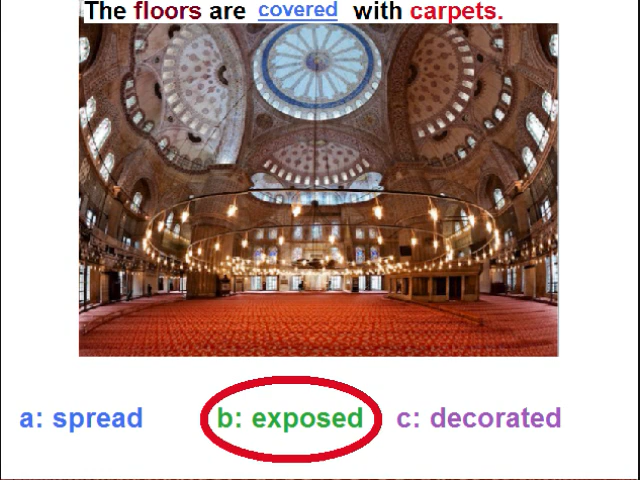 The floors are covered with carpets.
a: spread b: exposed c: decorated